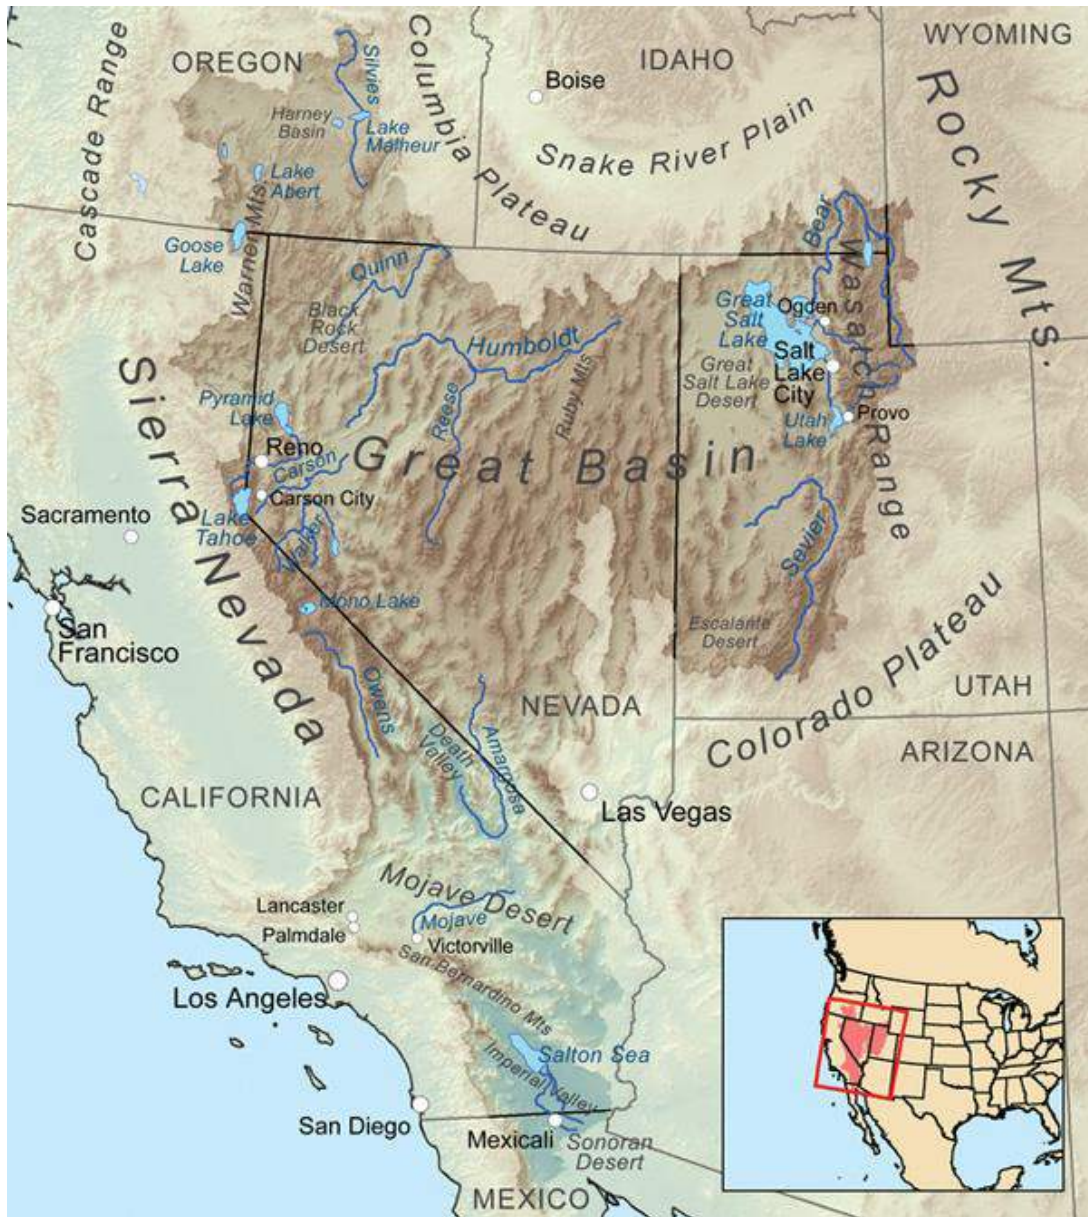 WYOMING
OREGON
IDAHO
Cascade Range
Silvies
Columbia Plateau
Boise
Rocky Mts.
Harney
Basin
Lake
Malheur
Snake River Plain
Lake
Abert
Warner Mts
Goose
Lake
Bear
Quinn
Wasatch Range
Black
Rock
Desert
Great
Salt
Lake
Ogden
Humboldt
Salt
Lake
City
Great
Salt Lake
Desert
Ruby Mts
Reese
Sierra Nevada
Pyramid
Lake
Utah
Lake
Provo
Reno
Carson
Great Basin
Carson City
Sacramento
Lake
Tahoe
Walker
Sevier
Mono Lake
San
Francisco
Escalante
Desert
Colorado Plateau
Owens
UTAH
NEVADA
Death
Valley
Amargosa
ARIZONA
CALIFORNIA
Las Vegas
Mojave Desert
Lancaster
Palmdale
Mojave
Victorville
San Bernardino Mts
Los Angeles
Salton Sea
Imperial Valley
San Diego
Mexicali
Sonoran
Desert
MEXICO